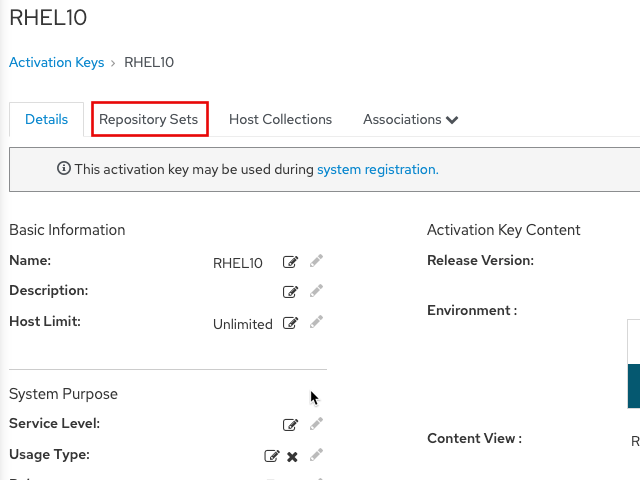 RHEL10
Activation Keys › RHEL10
Details Repository Sets Host Collections Associations
This activation key may be used during system registration.
Basic Information
Name: RHEL10
Description:
Host Limit: Unlimited
System Purpose
Service Level:
Usage Type:
Activation Key Content
Release Version:
Environment :
Content View : R